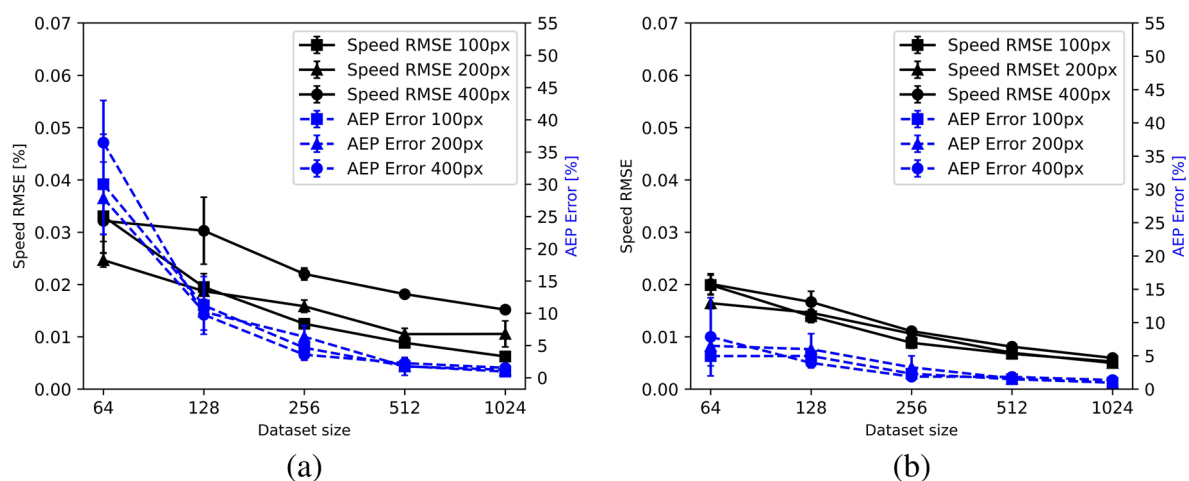 0.07
0.06
0.05
0.04
0.03
0.02
0.01
0.00
Speed RMSE [%]
64
128
256
512
1024
Dataset size
55
50
45
40
35
30
25
20
15
10
5
0
AEP Error [%]
Speed RMSE 100px
Speed RMSE 200px
Speed RMSE 400px
AEP Error 100px
AEP Error 200px
AEP Error 400px
(a)
0.07
0.06
0.05
0.04
0.03
0.02
0.01
0.00
Speed RMSE
64
128
256
512
1024
Dataset size
55
50
45
40
35
30
25
20
15
10
5
0
AEP Error [%]
Speed RMSE 100px
Speed RMSEt 200px
Speed RMSE 400px
AEP Error 100px
AEP Error 200px
AEP Error 400px
(b)